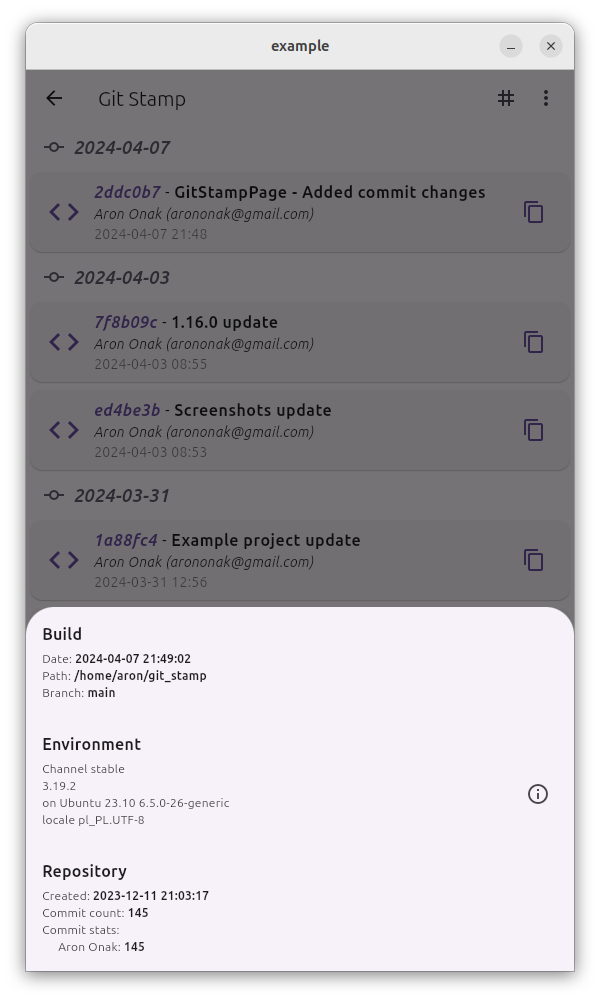 example
Git Stamp
2024-04-07
2ddc0b7 - GitStampPage - Added commit changes
Aron Onak (arononak@gmail.com)
2024-04-07 21:48
2024-04-03
7f8b09c - 1.16.0 update
Aron Onak (arononak@gmail.com)
2024-04-03 08:55
ed4be3b - Screenshots update
Aron Onak (arononak@gmail.com)
2024-04-03 08:53
2024-03-31
1a88fc4 - Example project update
Aron Onak (arononak@gmail.com)
2024-03-31 12:56
Build
Date: 2024-04-07 21:49:02
Path: /home/aron/git_stamp
Branch: main
Environment
Channel stable
3.19.2
on Ubuntu 23.10 6.5.0-26-generic
locale pl_PL.UTF-8
Repository
Created: 2023-12-11 21:03:17
Commit count: 145
Commit stats:
Aron Onak: 145